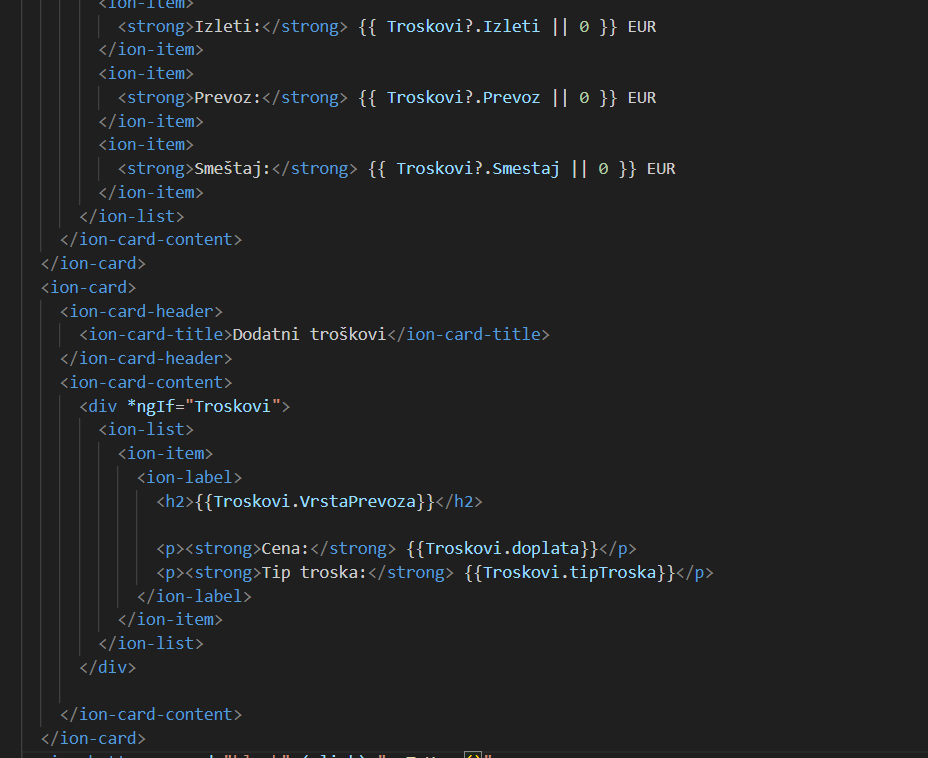 <ion-item>
<strong>Izleti:</strong> {{ Troskovi?.Izleti || 0 }} EUR
</ion-item>
<ion-item>
<strong>Prevoz:</strong> {{ Troskovi?.Prevoz || 0 }} EUR
</ion-item>
<ion-item>
<strong>Smeštaj:</strong> {{ Troskovi?.Smestaj || 0 }} EUR
</ion-item>
</ion-list>
</ion-card-content>
</ion-card>
<ion-card>
<ion-card-header>
<ion-card-title>Dodatni troškovi</ion-card-title>
</ion-card-header>
<ion-card-content>
<div *ngIf="Troskovi">
<ion-list>
<ion-item>
<ion-label>
<h2>{{Troskovi.VrstaPrevoza}}</h2>
<p><strong>Cena:</strong> {{Troskovi.doplata}}</p>
<p><strong>Tip troska:</strong> {{Troskovi.tipTroska}}</p>
</ion-label>
</ion-item>
</ion-list>
</div>
</ion-card-content>
</ion-card>